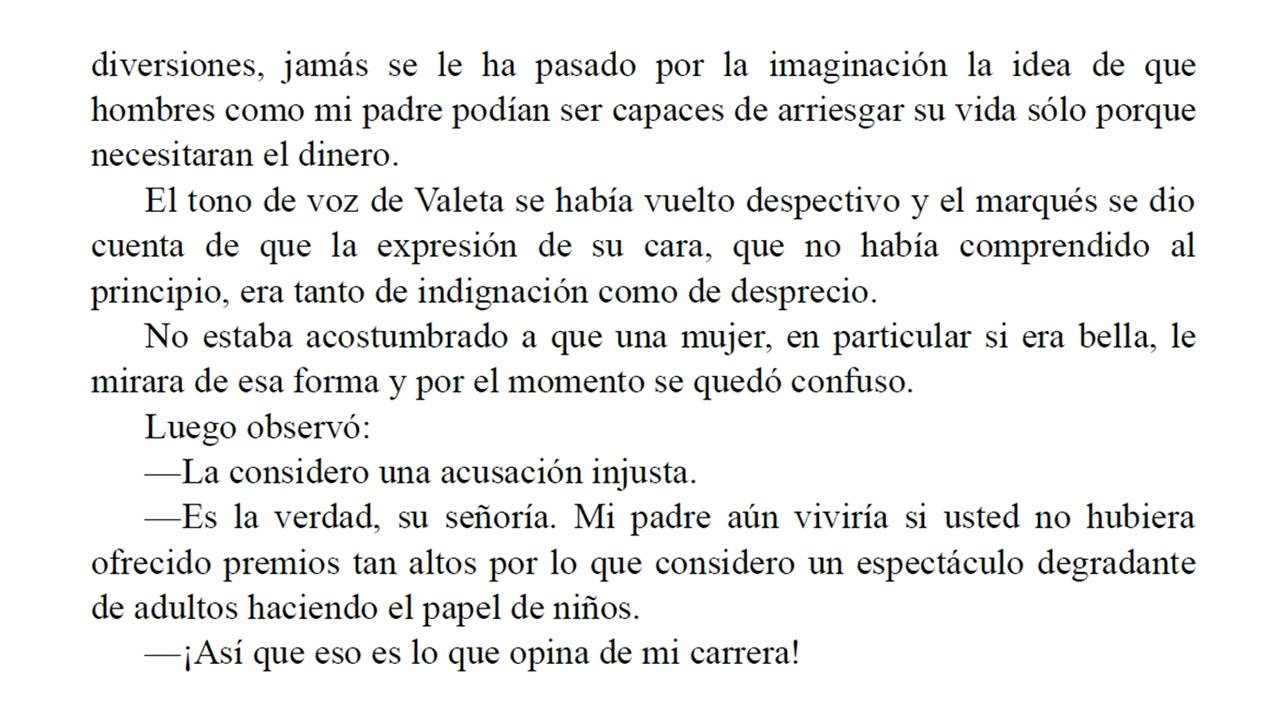 diversiones, jamás se le ha pasado por la imaginación la idea de que
hombres como mi padre podían ser capaces de arriesgar su vida sólo porque
necesitaran el dinero.
El tono de voz de Valeta se había vuelto despectivo y el marqués se dio
cuenta de que la expresión de su cara, que no había comprendido al
principio, era tanto de indignación como de desprecio.
No estaba acostumbrado a que una mujer, en particular si era bella, le
mirara de esa forma y por el momento se quedó confuso.
Luego observó:
—La considero una acusación injusta.
—Es la verdad, su señoría. Mi padre aún viviría si usted no hubiera
ofrecido premios tan altos por lo que considero un espectáculo degradante
de adultos haciendo el papel de niños.
—¡Así que eso es lo que opina de mi carrera!